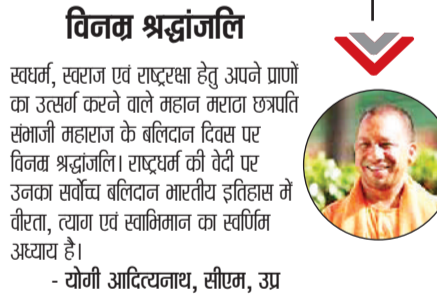 विनम्र श्रद्धांजलि
स्वधर्म, स्वराज एवं राष्ट्ररक्षा हेतु अपने प्राणों
का उत्सर्ग करने वाले महान मराठा छत्रपति
संभाजी महाराज के बलिदान दिवस पर
विनम्र श्रद्धांजलि। राष्ट्रधर्म की वेदी पर
उनका सर्वोच्च बलिदान भारतीय इतिहास में
वीरता, त्याग एवं स्वाभिमान का स्वर्णिम
अध्याय है।
- योगी आदित्यनाथ, सीएम, उप्र